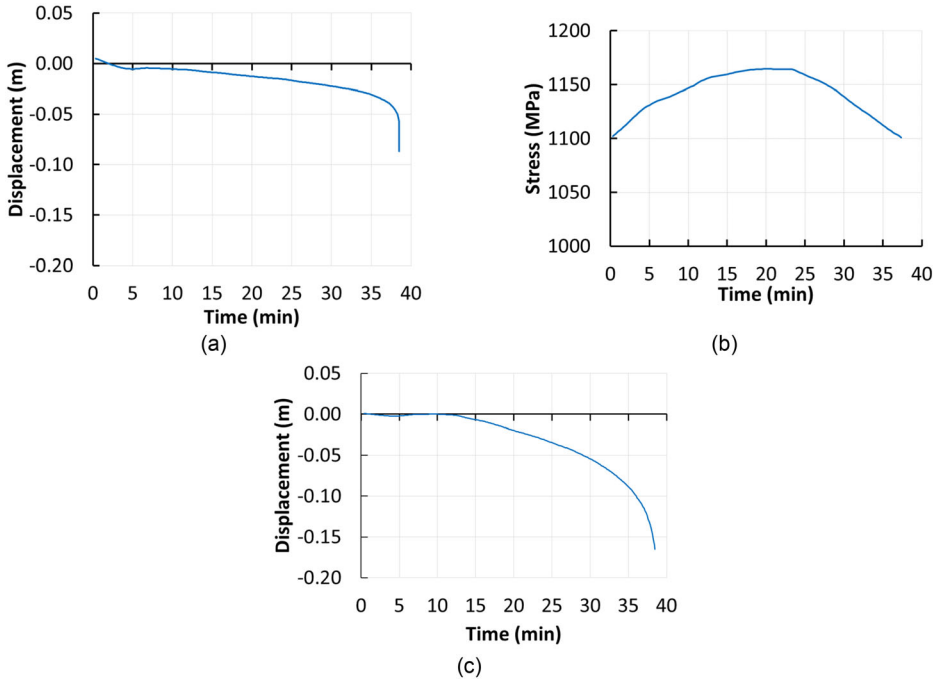 0.05
0.00
-0.05
-0.10
-0.15
-0.20
Displacement (m)
0 5 10 15 20 25 30 35 40
Time (min)
(a)
1200
1150
1100
1050
1000
Stress (MPa)
0 5 10 15 20 25 30 35 40
Time (min)
(b)
0.05
0.00
-0.05
-0.10
-0.15
-0.20
Displacement (m)
0 5 10 15 20 25 30 35 40
Time (min)
(c)